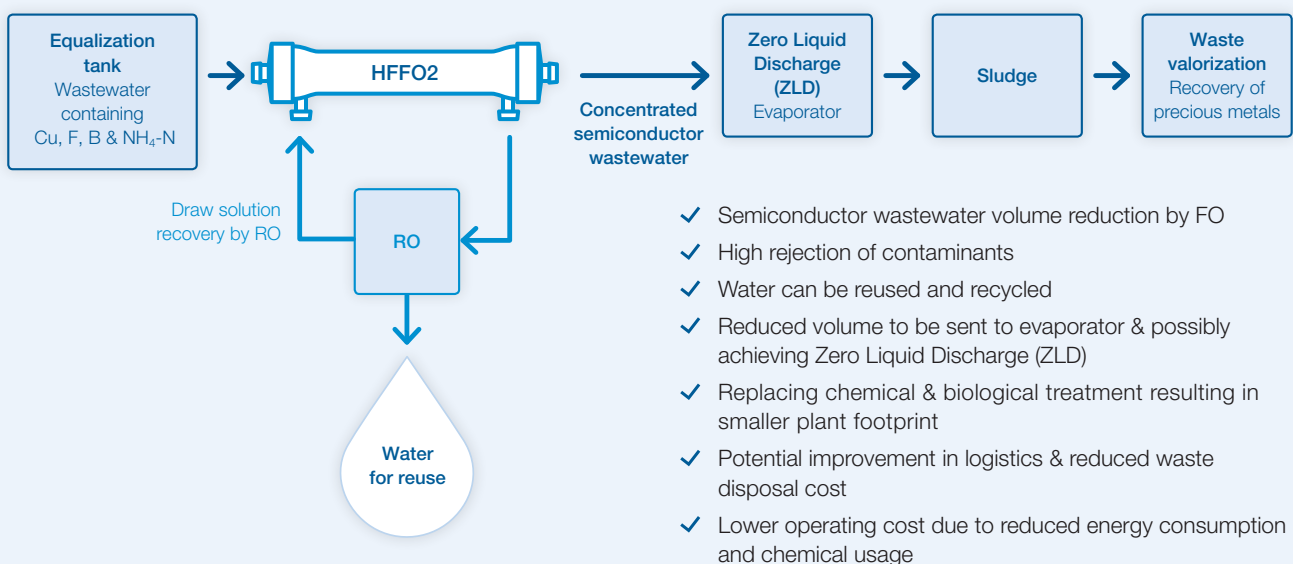 Equalization
tank
Wastewater
containing
Cu, F, B & NH₄-N
HFFO2
Concentrated
semiconductor
wastewater
Zero Liquid
Discharge
(ZLD)
Evaporator
Sludge
Waste
valorization
Recovery of
precious metals
Draw solution
recovery by RO
RO
Water
for reuse
✓ Semiconductor wastewater volume reduction by FO
✓ High rejection of contaminants
✓ Water can be reused and recycled
✓ Reduced volume to be sent to evaporator & possibly
achieving Zero Liquid Discharge (ZLD)
✓ Replacing chemical & biological treatment resulting in
smaller plant footprint
✓ Potential improvement in logistics & reduced waste
disposal cost
✓ Lower operating cost due to reduced energy consumption
and chemical usage